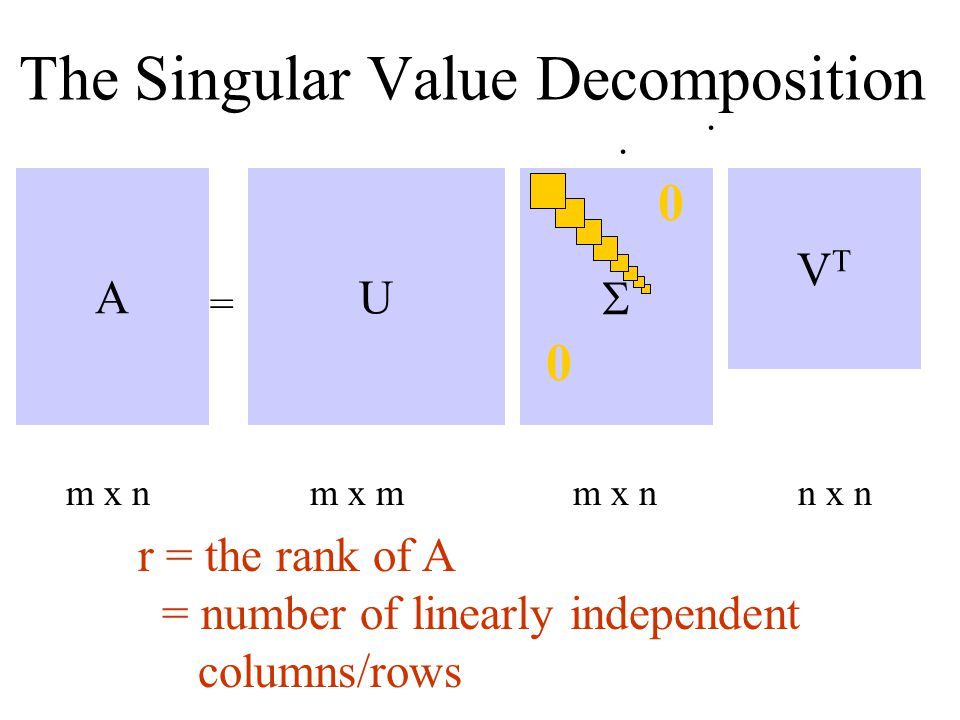 The Singular Value Decomposition
. .
A = U Σ V^T
0
0
m x n m x m m x n n x n
r = the rank of A
= number of linearly independent
columns/rows